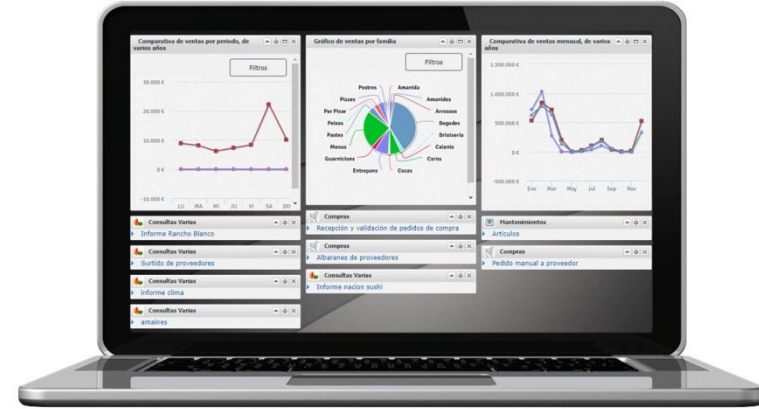 Comparativa de ventas por periodo, de
varios años
Filtros
50.000 €
20.000 €
10.000 €
0 €
-10.000 €
LU MA MI JU VI SA DO
Gráfico de ventas por familia
Filtros
Postres
Amanida
Pizzas
Amanides
Per Picar
Arrossos
Peixos
Begudes
Pastes
Brioixeria
Menus
Calents
Guarnicions
Carns
Entrepans
Cocas
Comparativa de ventas mensual, de varios
años
1.500.000 €
1.000.000 €
500.000 €
0 €
-500.000 €
Ene Mar May Jul Sep Nov
Consultas Varias
Informe Rancho Blanco
Consultas Varias
Surtido de proveedores
Consultas Varias
informe clima
Consultas Varias
amaines
Compras
Recepción y validación de pedidos de compra
Compras
Albaranes de proveedores
Consultas Varias
Informe nacion sushi
Mantenimientos
Artículos
Compras
Pedido manual a proveedor